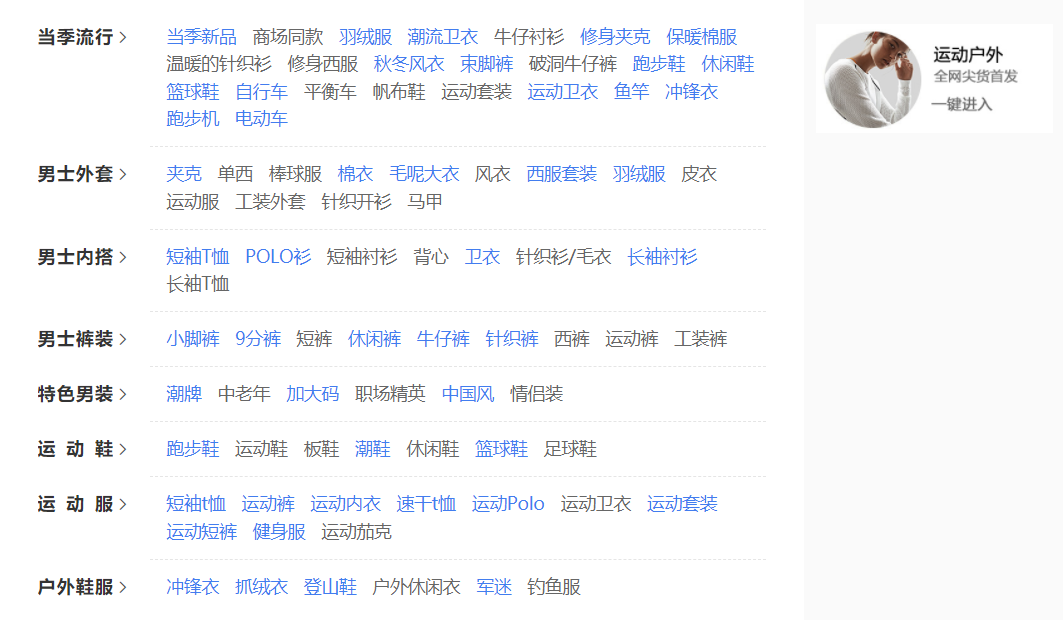 当季流行 > 当季新品 商场同款 羽绒服 潮流卫衣 牛仔衬衫 修身夹克 保暖棉服
温暖的针织衫 修身西服 秋冬风衣 束脚裤 破洞牛仔裤 跑步鞋 休闲鞋
篮球鞋 自行车 平衡车 帆布鞋 运动套装 运动卫衣 鱼竿 冲锋衣
跑步机 电动车
男士外套 > 夹克 单西 棒球服 棉衣 毛呢大衣 风衣 西服套装 羽绒服 皮衣
运动服 工装外套 针织开衫 马甲
男士内搭 > 短袖T恤 POLO衫 短袖衬衫 背心 卫衣 针织衫/毛衣 长袖衬衫
长袖T恤
男士裤装 > 小脚裤 9分裤 短裤 休闲裤 牛仔裤 针织裤 西裤 运动裤 工装裤
特色男装 > 潮牌 中老年 加大码 职场精英 中国风 情侣装
运 动 鞋 > 跑步鞋 运动鞋 板鞋 潮鞋 休闲鞋 篮球鞋 足球鞋
运 动 服 > 短袖t恤 运动裤 运动内衣 速干t恤 运动Polo 运动卫衣 运动套装
运动短裤 健身服 运动茄克
户外鞋服 > 冲锋衣 抓绒衣 登山鞋 户外休闲衣 军迷 钓鱼服
运动户外
全网尖货首发
一键进入